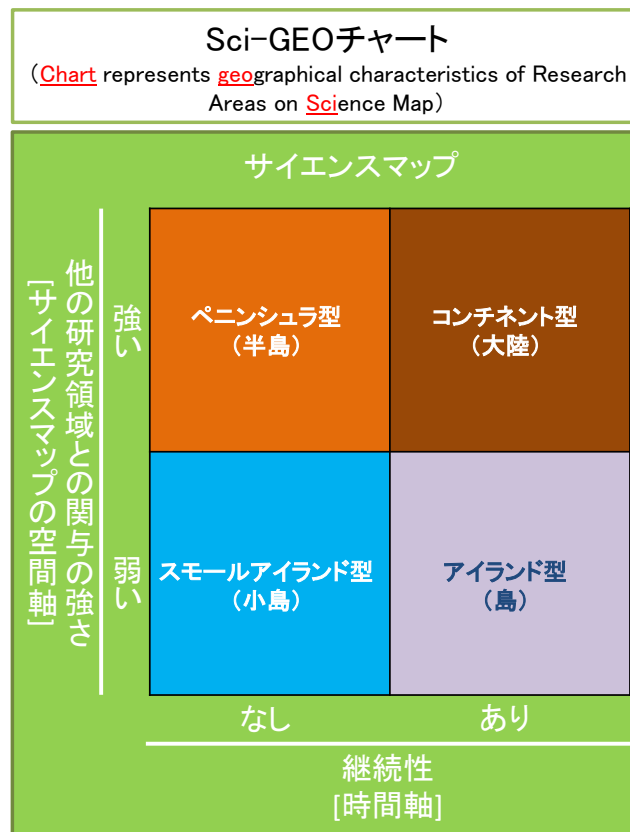 Sci-GEOチャート
（Chart represents geographical characteristics of Research
Areas on Science Map）
サイエンスマップ
他の研究領域との関与の強さ
[サイエンスマップの空間軸]
強い
ペニンシュラ型
（半島）
コンチネント型
（大陸）
弱い
スモールアイランド型
（小島）
アイランド型
（島）
なし
あり
継続性
[時間軸]